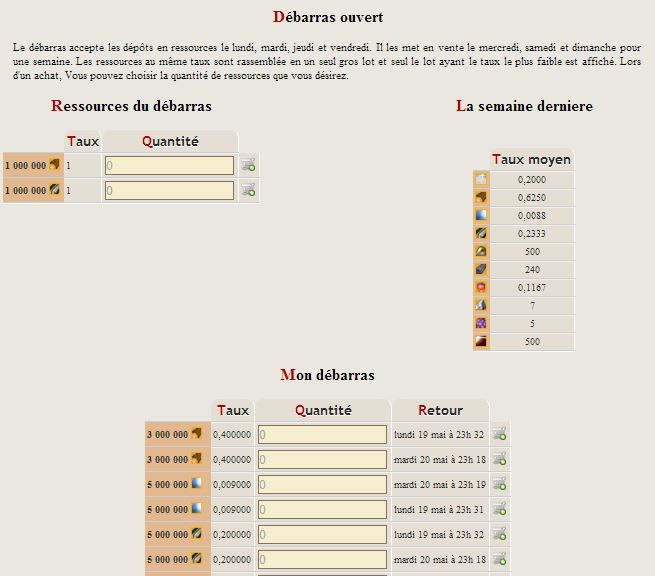 Débarras ouvert
Le débarras accepte les dépôts en ressources le lundi, mardi, jeudi et vendredi. Il les met en vente le mercredi, samedi et dimanche pour
une semaine. Les ressources au même taux sont rassemblée en un seul gros lot et seul le lot ayant le taux le plus faible est affiché. Lors
d'un achat, Vous pouvez choisir la quantité de ressources que vous désirez.
Ressources du débarras
Taux Quantité
1 000 000 1 0
1 000 000 1 0
La semaine derniere
Taux moyen
0,2000
0,6250
0,0088
0,2333
500
240
0,1167
7
5
500
Mon débarras
Taux Quantité Retour
3 000 000 0,400000 0 lundi 19 mai à 23h 32
3 000 000 0,400000 0 mardi 20 mai à 23h 18
5 000 000 0,009000 0 mardi 20 mai à 23h 19
5 000 000 0,009000 0 lundi 19 mai à 23h 31
5 000 000 0,200000 0 lundi 19 mai à 23h 32
5 000 000 0,200000 0 mardi 20 mai à 23h 18